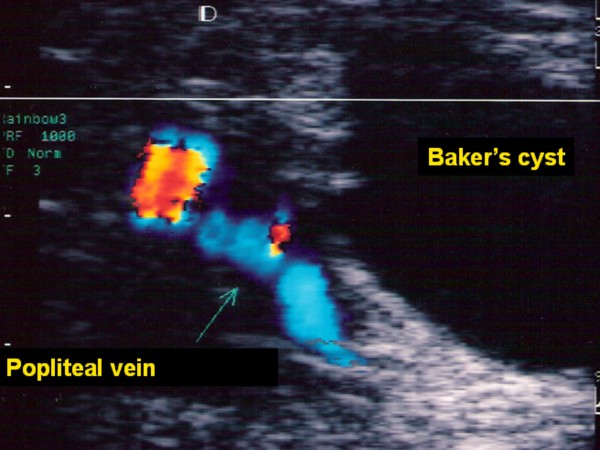 D
ainbow3
RF 1000
D Norm
F 3
Baker's cyst
Popliteal vein